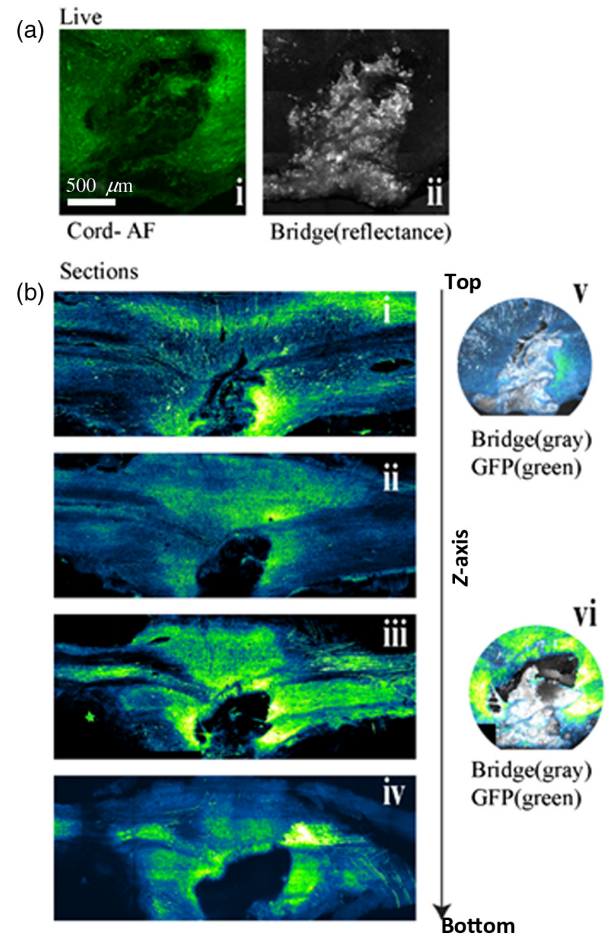 (a)
Live
i
ii
500 μm
Cord- AF
Bridge(reflectance)
(b)
Sections
Top
i
v
Bridge(gray)
GFP(green)
ii
Z-axis
iii
vi
Bridge(gray)
GFP(green)
iv
Bottom